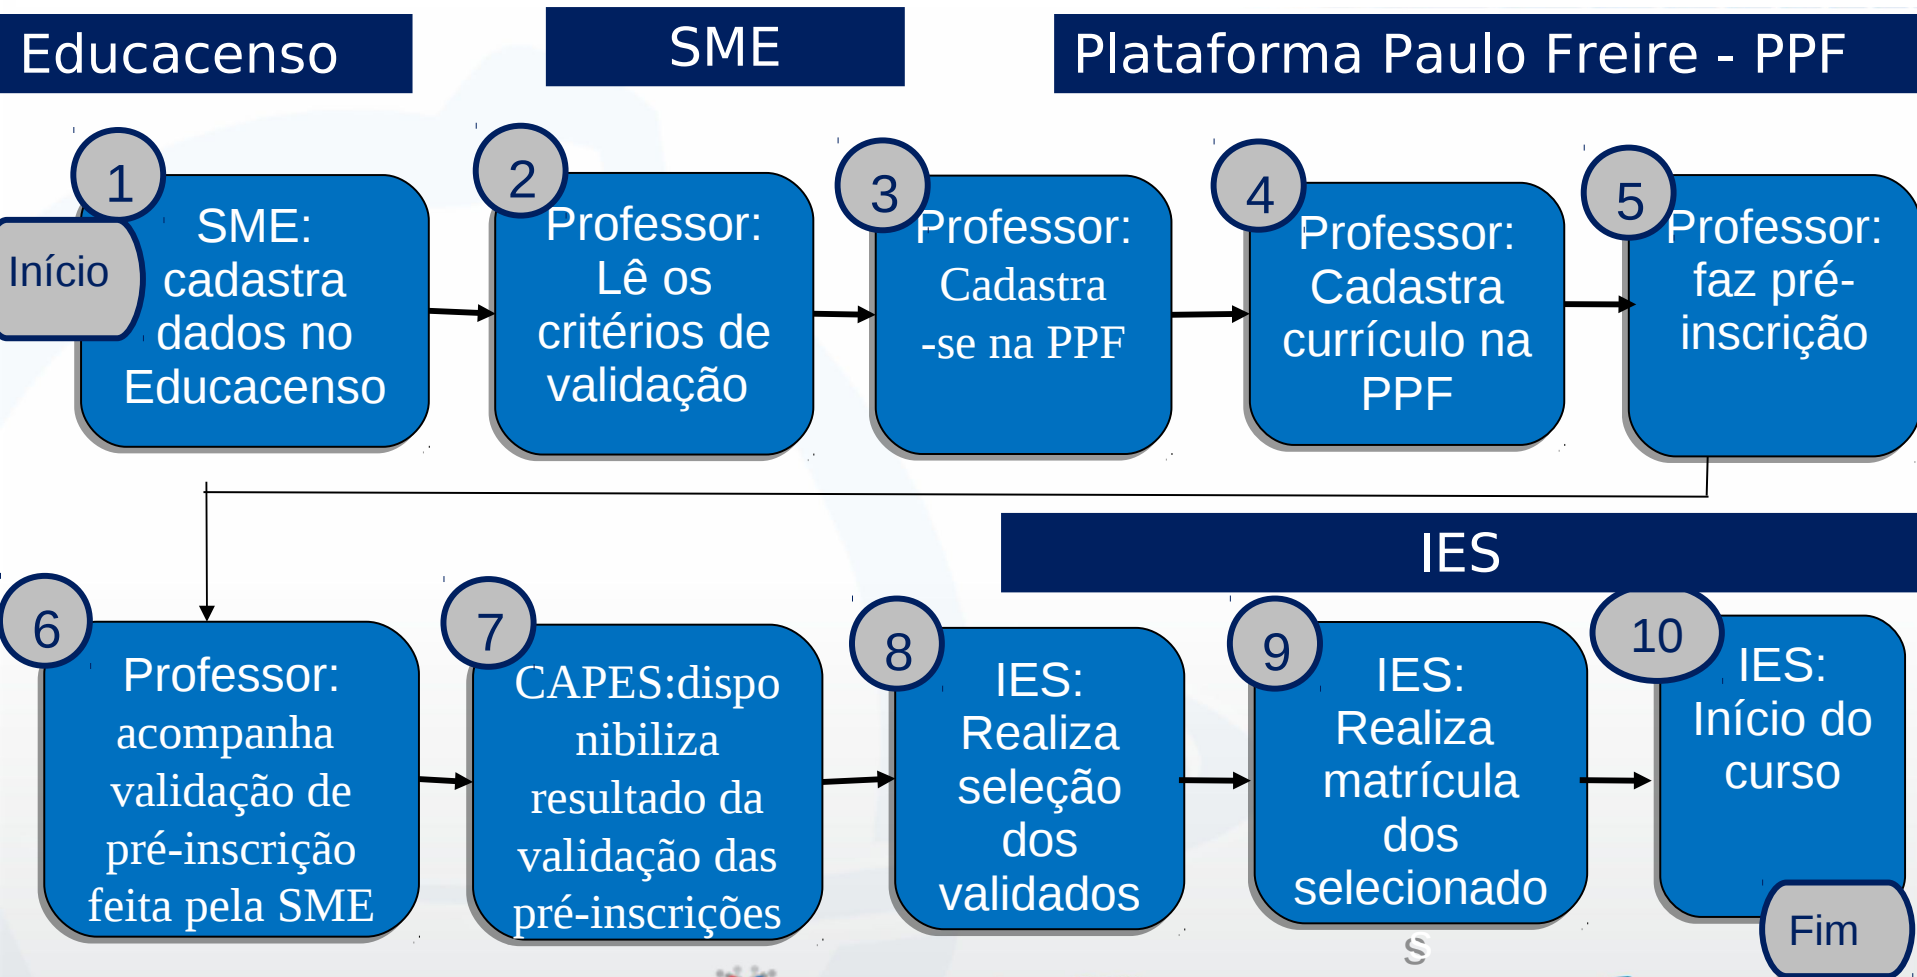 Educacenso
SME
Plataforma Paulo Freire - PPF
1
Início
SME:
cadastra
dados no
Educacenso
2
Professor:
Lê os
critérios de
validação
3
Professor:
Cadastra
-se na PPF
4
Professor:
Cadastra
currículo na
PPF
5
Professor:
faz pré-
inscrição
IES
6
Professor:
acompanha
validação de
pré-inscrição
feita pela SME
7
CAPES:dispo
nibiliza
resultado da
validação das
pré-inscrições
8
IES:
Realiza
seleção
dos
validados
9
IES:
Realiza
matrícula
dos
selecionado
s
10
IES:
Início do
curso
Fim